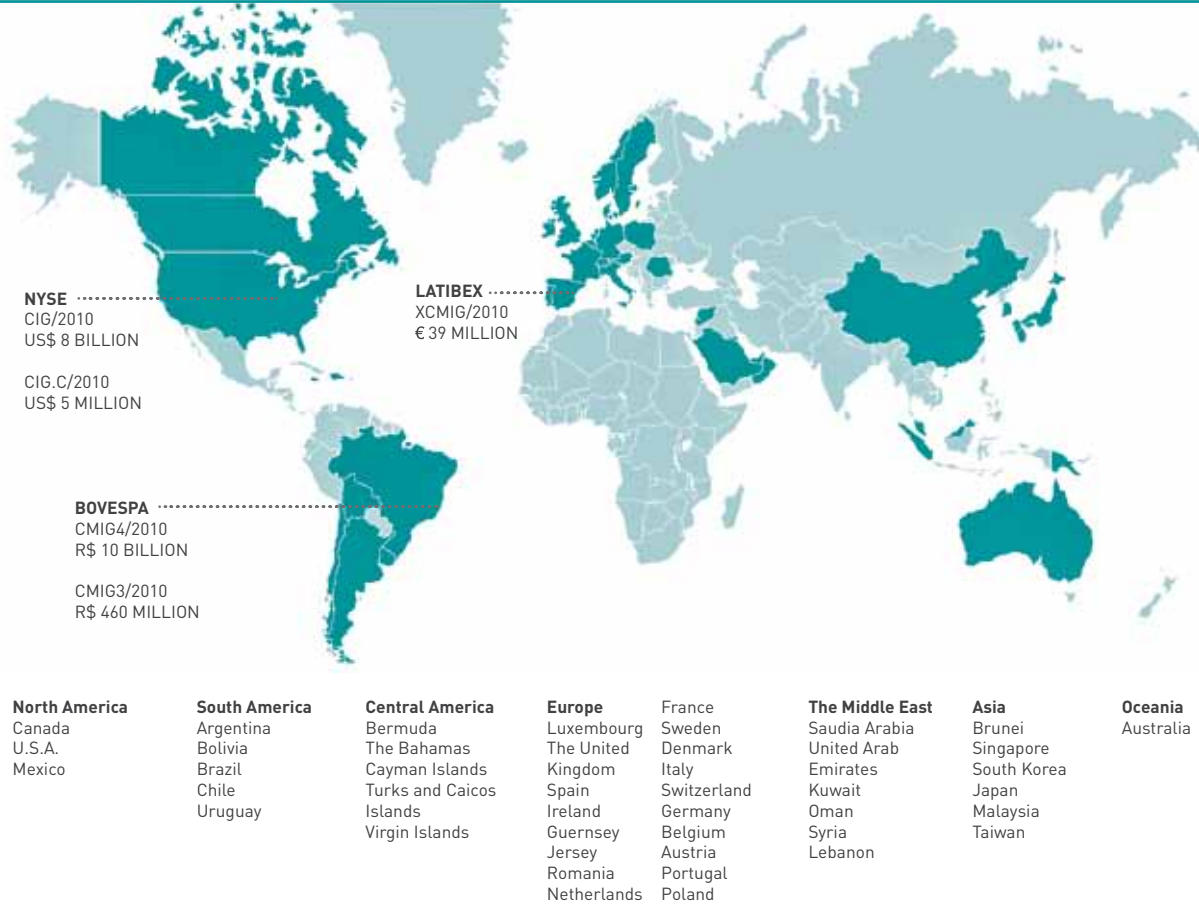 NYSE
CIG/2010
US$ 8 BILLION
CIG.C/2010
US$ 5 MILLION
LATIBEX
XCMIG/2010
€ 39 MILLION
BOVESPA
CMIG4/2010
R$ 10 BILLION
CMIG3/2010
R$ 460 MILLION
North America
Canada
U.S.A.
Mexico
South America
Argentina
Bolivia
Brazil
Chile
Uruguay
Central America
Bermuda
The Bahamas
Cayman Islands
Turks and Caicos
Islands
Virgin Islands
Europe
Luxembourg
The United
Kingdom
Spain
Ireland
Guernsey
Jersey
Romania
Netherlands
France
Sweden
Denmark
Italy
Switzerland
Germany
Belgium
Austria
Portugal
Poland
The Middle East
Saudia Arabia
United Arab
Emirates
Kuwait
Oman
Syria
Lebanon
Asia
Brunei
Singapore
South Korea
Japan
Malaysia
Taiwan
Oceania
Australia